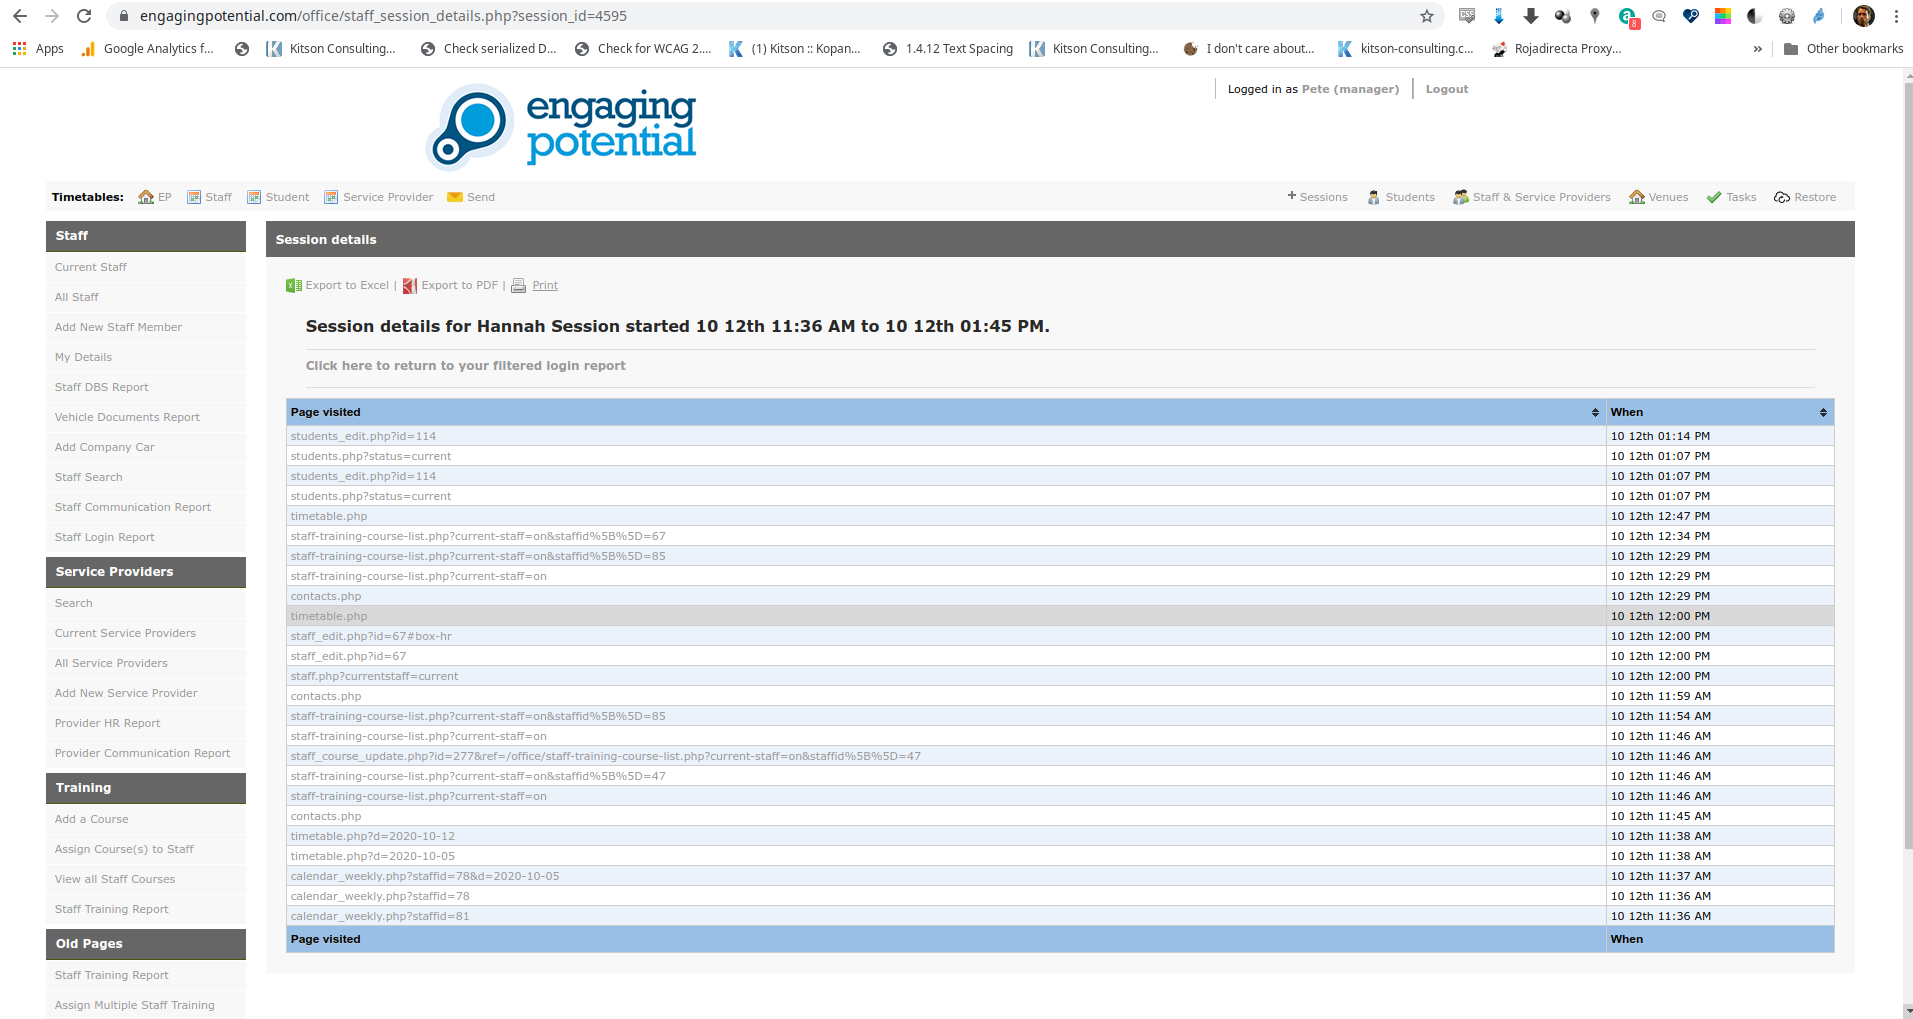 engagingpotential.com/office/staff_session_details.php?session_id=4595
8
Apps
Google Analytics f...
Kitson Consulting...
Check serialized D...
Check for WCAG 2....
(1) Kitson :: Kopan...
1.4.12 Text Spacing
Kitson Consulting...
I don't care about...
kitson-consulting.c...
Rojadirecta Proxy...
»
Other bookmarks
engaging
potential
Logged in as Pete (manager)
Logout
Timetables:
EP
Staff
Student
Service Provider
Send
Sessions
Students
Staff & Service Providers
Venues
Tasks
Restore
Staff
Current Staff
All Staff
Add New Staff Member
My Details
Staff DBS Report
Vehicle Documents Report
Add Company Car
Staff Search
Staff Communication Report
Staff Login Report
Service Providers
Search
Current Service Providers
All Service Providers
Add New Service Provider
Provider HR Report
Provider Communication Report
Training
Add a Course
Assign Course(s) to Staff
View all Staff Courses
Staff Training Report
Old Pages
Staff Training Report
Assign Multiple Staff Training
Session details
Export to Excel | Export to PDF | Print
Session details for Hannah Session started 10 12th 11:36 AM to 10 12th 01:45 PM.
Click here to return to your filtered login report
Page visited When
students_edit.php?id=114 10 12th 01:14 PM
students.php?status=current 10 12th 01:07 PM
students_edit.php?id=114 10 12th 01:07 PM
students.php?status=current 10 12th 01:07 PM
timetable.php 10 12th 12:47 PM
staff-training-course-list.php?current-staff=on&staffid%5B%5D=67 10 12th 12:34 PM
staff-training-course-list.php?current-staff=on&staffid%5B%5D=85 10 12th 12:29 PM
staff-training-course-list.php?current-staff=on 10 12th 12:29 PM
contacts.php 10 12th 12:29 PM
timetable.php 10 12th 12:00 PM
staff_edit.php?id=67#box-hr 10 12th 12:00 PM
staff_edit.php?id=67 10 12th 12:00 PM
staff.php?currentstaff=current 10 12th 12:00 PM
contacts.php 10 12th 11:59 AM
staff-training-course-list.php?current-staff=on&staffid%5B%5D=85 10 12th 11:54 AM
staff-training-course-list.php?current-staff=on 10 12th 11:46 AM
staff_course_update.php?id=277&ref=/office/staff-training-course-list.php?current-staff=on&staffid%5B%5D=47 10 12th 11:46 AM
staff-training-course-list.php?current-staff=on&staffid%5B%5D=47 10 12th 11:46 AM
staff-training-course-list.php?current-staff=on 10 12th 11:46 AM
contacts.php 10 12th 11:45 AM
timetable.php?d=2020-10-12 10 12th 11:38 AM
timetable.php?d=2020-10-05 10 12th 11:38 AM
calendar_weekly.php?staffid=78&d=2020-10-05 10 12th 11:37 AM
calendar_weekly.php?staffid=78 10 12th 11:36 AM
calendar_weekly.php?staffid=81 10 12th 11:36 AM
Page visited When